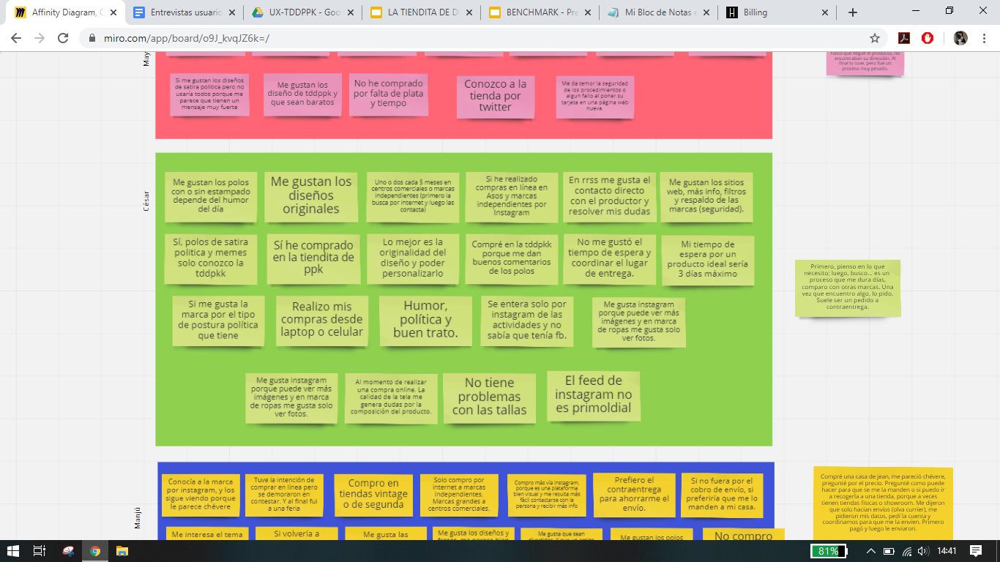 Affinity Diagram, C
Entrevistas usuario
UX-TDDPPK - Goo
LA TIENDITA DE D
BENCHMARK - Pre
Mi Bloc de Notas e
Billing
miro.com/app/board/o9J_kvqJZ6k=/
May
hasta que llegue el producto, no
encontraban su dirección. Al
final lo tuve, pero fue un
proceso muy pesado.
Si me gustan los diseños
de satira politica pero no
usaría todos porque me
parece que tienen un
mensaje muy fuerte
Me gustan los
diseño de tddppk y
que sean baratos
No he comprado
por falta de plata
y tiempo
Conozco a la
tienda por
twitter
Me da temor la seguridad
de los procedimientos o
algun fallo al poner su
tarjeta en una página web
nueva.
César
Me gustan los polos
con o sin estampado
depende del humor
del día
Me gustan los
diseños
originales
Uno o dos cada 5 meses en
centros comerciales o marcas
independientes (primero la
busca por internet y luego las
contacta)
Si he realizado
compras en línea en
Asos y marcas
independientes por
Instagram
En rrss me gusta el
contacto directo
con el productor y
resolver mis dudas
Me gustan los sitios
web, más info, filtros
y respaldo de las
marcas (seguridad).
Sí, polos de satira
politica y memes
solo conozco la
tddpkk
Sí he comprado
en la tiendita de
ppk
Lo mejor es la
originalidad del
diseño y poder
personalizarlo
Compré en la tddpkk
porque me dan
buenos comentarios
de los polos
No me gustó el
tiempo de espera y
coordinar el lugar
de entrega.
Mi tiempo de
espera por un
producto ideal sería
3 días máximo
Primero, pienso en lo que
necesito; luego, busco... es un
proceso que me dura días,
comparo con otras marcas. Una
vez que encuentro algo, lo pido.
Suele ser un pedido a
contraentrega.
Si me gusta la
marca por el tipo
de postura política
que tiene
Realizo mis
compras desde
laptop o celular
Humor,
política y
buen trato.
Se entera solo por
instagram de las
actividades y no
sabía que tenía fb.
Me gusta instagram
porque puede ver más
imágenes y en marca
de ropas me gusta solo
ver fotos.
Me gusta instagram
porque puede ver más
imágenes y en marca
de ropas me gusta solo
ver fotos.
Al momento de realizar
una compra online. La
calidad de la tela me
genera dudas por la
composición del producto.
No tiene
problemas
con las tallas
El feed de
instagram no
es primoldial
Manjú
Conocía a la marca
por instagram, y los
sigue viendo porque
le parece chévere
Tuve la intención de
comprar en línea pero
se demoraron en
contestar. Y al final fui
a una feria
Compro en
tiendas vintage
o de segunda
Solo compro por
internet a marcas
independientes.
Marcas grandes a
centros comerciales.
Compro más vía instagram,
porque es una plataforma
bien visual y me resulta más
fácil contactarse con la
persona y recibir más info
Prefiero el
contraentrega
para ahorrarme el
envío.
Si no fuera por el
cobro de envío, si
preferiría que me lo
manden a mi casa.
Compré una casa de jean, me pareció chévere,
pregunté por el precio. Pregunté como puede
hacer para que se me la manden o si puedo ir
a recogerla a una tienda, porque a veces
tienen tiendas físicas o showroom. Me dijeron
que solo hacían envíos (olva currier), me
pidieron mis datos, pedí la cuenta y
coordinamos para que me la envíen. Primero
pagó y luego le enviaron.
Me interesa el tema
Si volvería a
Me gusta las
Me gusta los diseños y
Me gusta que sean
Me gustan los polos
No compro
81%
14:41